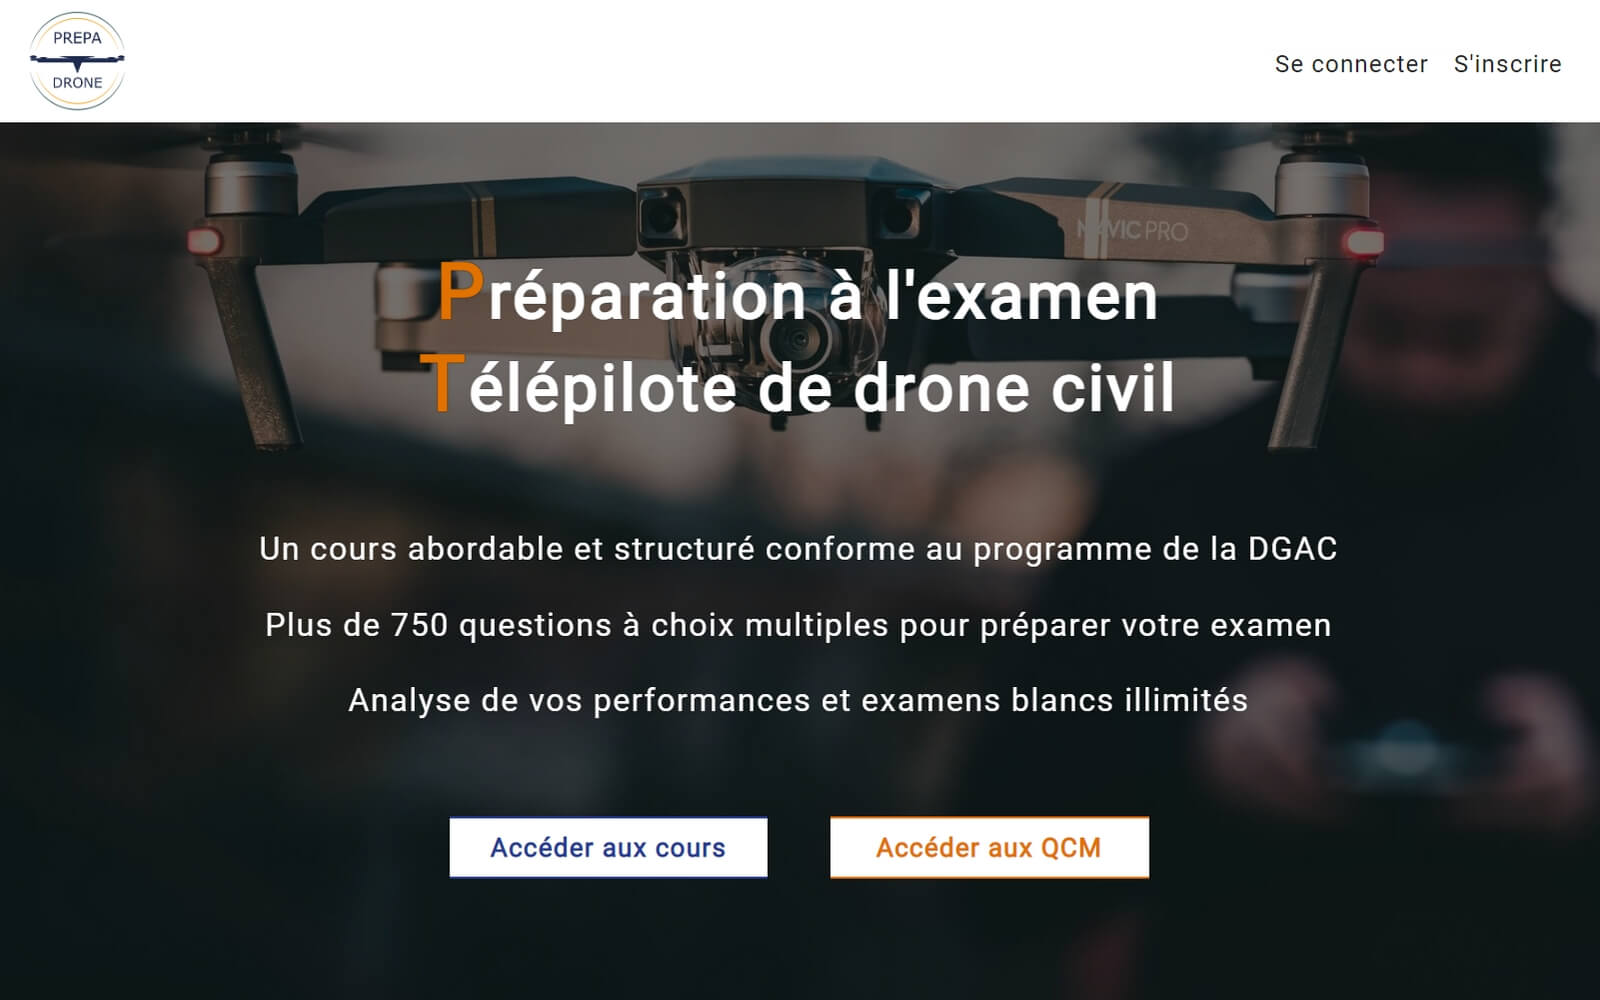 PREPA
DRONE
Se connecter S'inscrire
MAVIC PRO
Préparation à l'examen
Télépilote de drone civil
Un cours abordable et structuré conforme au programme de la DGAC
Plus de 750 questions à choix multiples pour préparer votre examen
Analyse de vos performances et examens blancs illimités
Accéder aux cours Accéder aux QCM